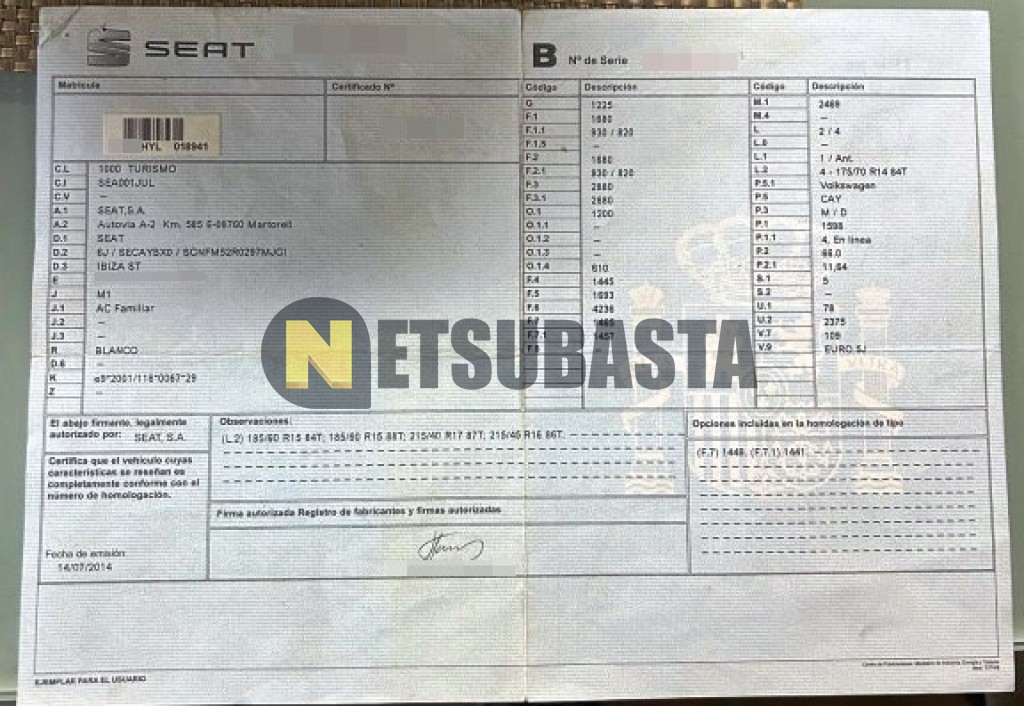 SEAT
B Nº de Serie
Matrícula Certificado Nº
HYL 018941
C.L 1000 TURISMO
C.I SEA001JUL
C.V –
A.1 SEAT,S.A.
A.2 Autovia A-2 Km. 585 E-08760 Martorell
D.1 SEAT
D.2 6J / SECAYBXD /
D.3 IBIZA ST
E
J M1
J.1 AC Familiar
J.2 –
J.3 –
R BLANCO
D.6 –
K e9*2001/116*0067*29
Z –
Código Descripción
G 1225
F.1 1680
F.1.1 930 / 820
F.1.5 –
F.2 1680
F.2.1 930 / 820
F.3 2880
F.3.1 2880
O.1 1200
O.1.1 –
O.1.2 –
O.1.3 –
O.1.4 610
F.4 1445
F.5 1693
F.6 4236
F.7 1465
F.7.1 1457
F.8
Código Descripción
M.1 2469
M.4 –
L 2 / 4
L.0 –
L.1 1 / Ant.
L.2 4 - 175/70 R14 84T
P.5.1 Volkswagen
P.5 CAY
P.3 M / D
P.1 1598
P.1.1 4, En línea
P.2 66,0
P.2.1 11,64
S.1 5
S.2 –
U.1 78
U.2 2375
V.7 109
V.9 EURO 5J
NETSUBASTA
El abajo firmante, legalmente
autorizado por: SEAT, S.A.
Certifica que el vehículo cuyas
características se reseñan es
completamente conforme con el
número de homologación.
Fecha de emisión:
14/07/2014
Observaciones:
(L.2) 185/60 R15 84T; 185/60 R15 88T; 215/40 R17 87T; 215/45 R16 86T.
Firma autorizada Registro de fabricantes y firmas autorizadas
Opciones incluidas en la homologación de tipo
(F.7) 1448, (F.7.1) 1441.
EJEMPLAR PARA EL USUARIO